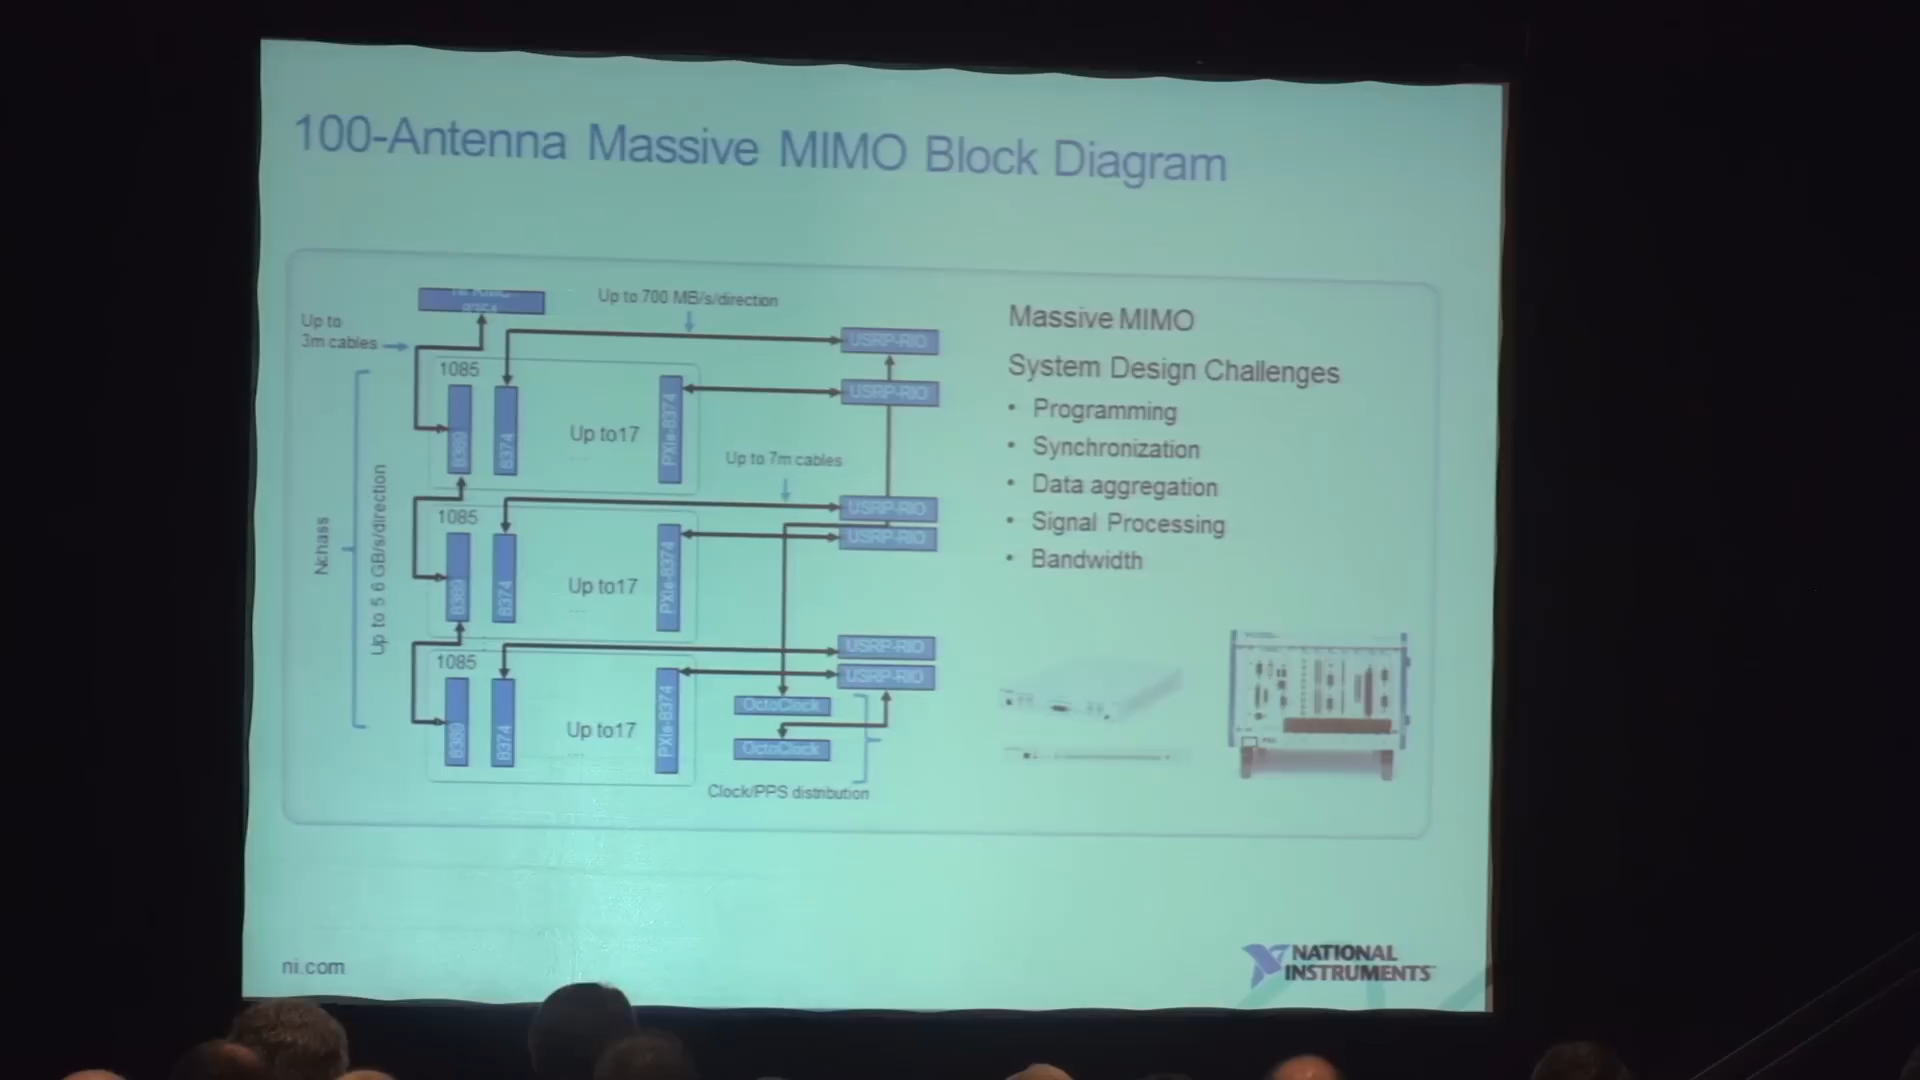 100-Antenna Massive MIMO Block Diagram
Up to 700 MB/s/direction
Up to
3m cables
USRP-RIO
1085
8389
8374
Up to17
PXIe-8374
USRP-RIO
Up to 7m cables
Nchass
Up to 5 6 GB/s/direction
USRP-RIO
1085
8389
8374
Up to17
PXIe-8374
USRP-RIO
USRP-RIO
1085
8389
8374
Up to17
PXIe-8374
USRP-RIO
OctoClock
OctoClock
Clock/PPS distribution
Massive MIMO
System Design Challenges
• Programming
• Synchronization
• Data aggregation
• Signal Processing
• Bandwidth
ni.com
NATIONAL
INSTRUMENTS